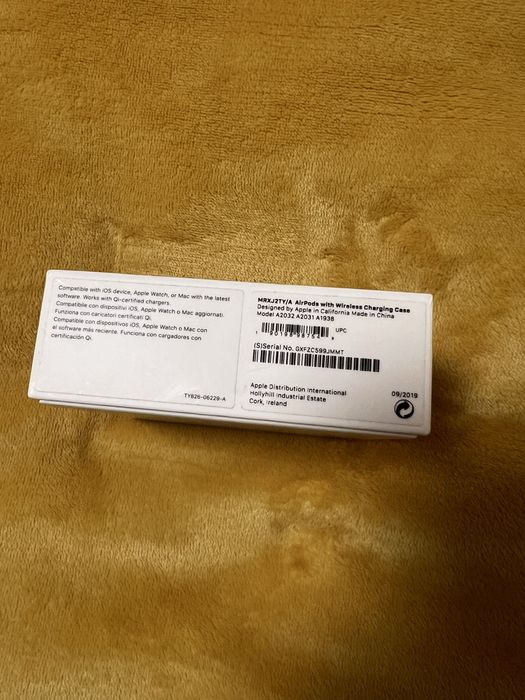 Compatible with iOS device, Apple Watch, or Mac with the latest
software. Works with Qi-certified chargers.
Compatibile con dispositivi iOS, Apple Watch o Mac aggiornati.
Funziona con caricatori certificati Qi.
Compatible con dispositivos iOS, Apple Watch o Mac con
el software más reciente. Funciona con cargadores con
certificación Qi.
TY626-06229-A
MRXJ2TY/A AirPods with Wireless Charging Case
Designed by Apple in California Made in China
Model A2032 A2031 A1938
UPC
(S)Serial No. GXFZC599JMMT
Apple Distribution International
Hollyhill Industrial Estate
Cork, Ireland
09/2019